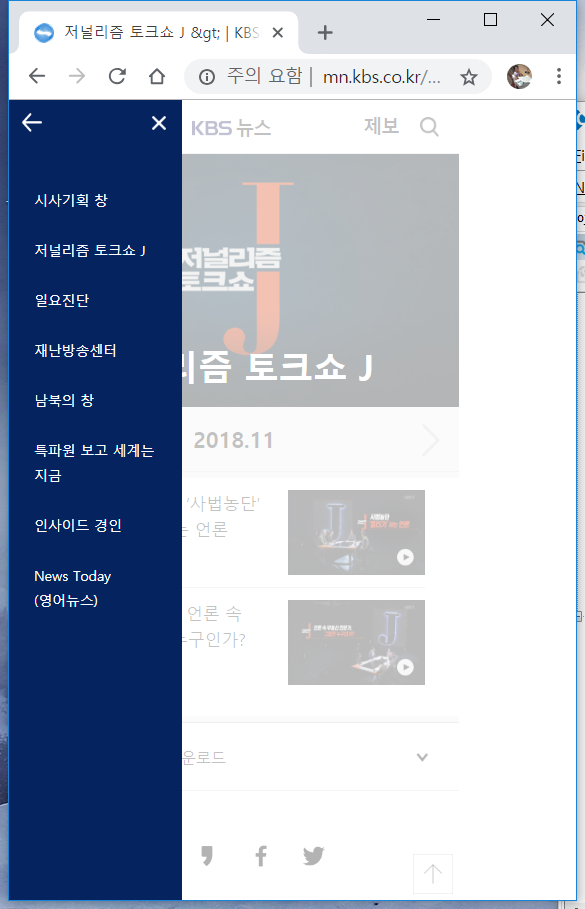 저널리즘 토크쇼 J &gt; | KBS
주의 요함 | mn.kbs.co.kr/...
KBS 뉴스
제보
시사기획 창
저널리즘 토크쇼 J
일요진단
재난방송센터
남북의 창
특파원 보고 세계는
지금
인사이드 경인
News Today
(영어뉴스)
저널리즘
토크쇼
J
리즘 토크쇼 J
2018.11
'사법농단'
는 언론
언론 속
누구인가?
운로드